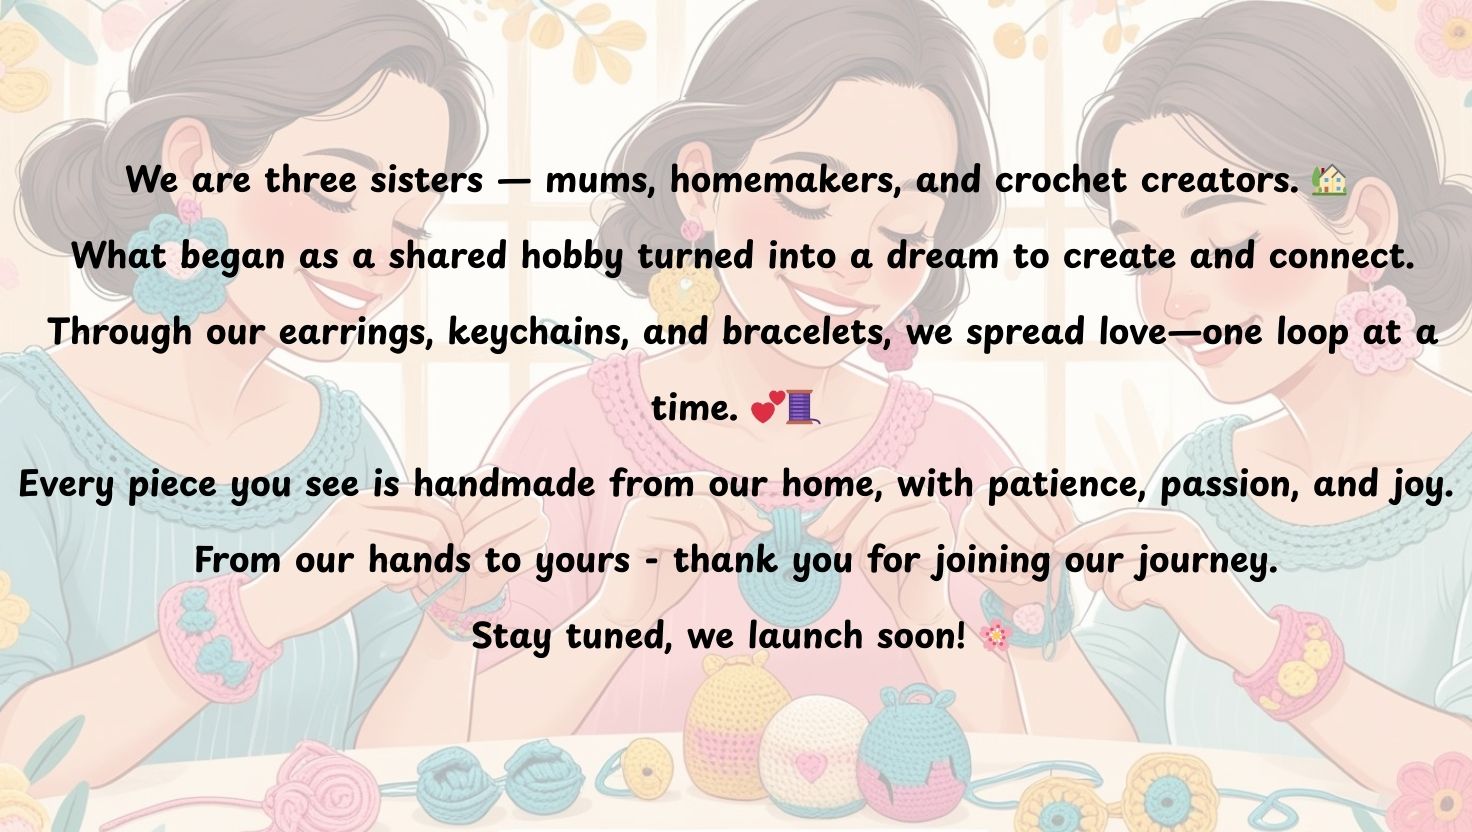 We are three sisters — mums, homemakers, and crochet creators. 🏡
What began as a shared hobby turned into a dream to create and connect.
Through our earrings, keychains, and bracelets, we spread love—one loop at a
time. 💕🧵
Every piece you see is handmade from our home, with patience, passion, and joy.
From our hands to yours - thank you for joining our journey.
Stay tuned, we launch soon! 🌸